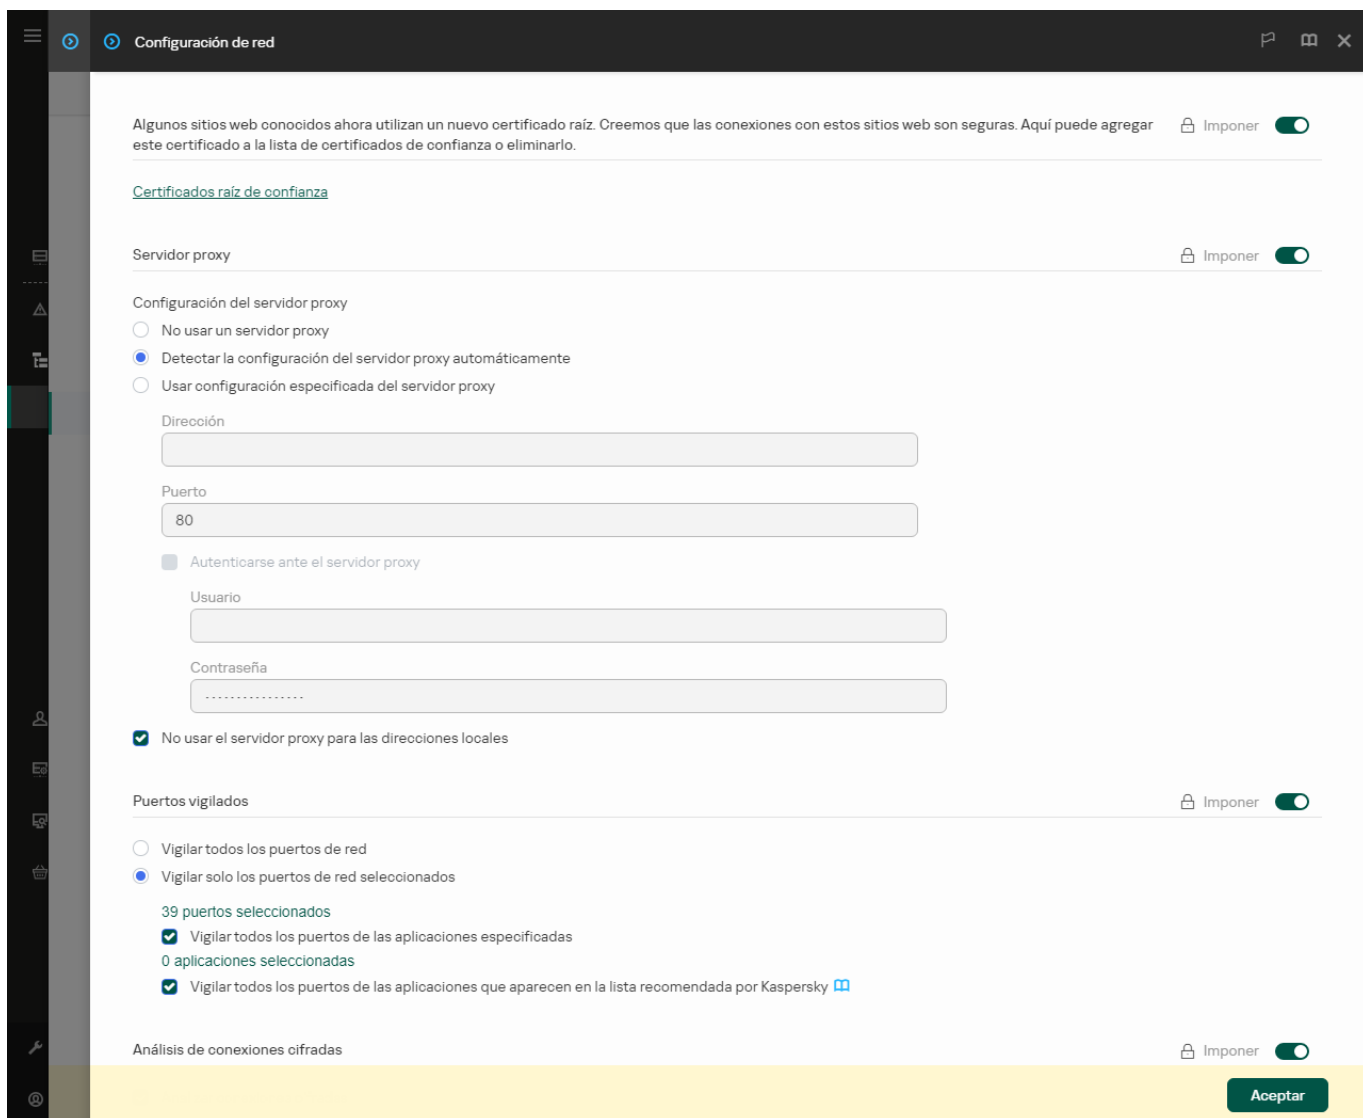 Configuración de red
Algunos sitios web conocidos ahora utilizan un nuevo certificado raíz. Creemos que las conexiones con estos sitios web son seguras. Aquí puede agregar
este certificado a la lista de certificados de confianza o eliminarlo.
Imponer
Certificados raíz de confianza
Servidor proxy
Imponer
Configuración del servidor proxy
No usar un servidor proxy
Detectar la configuración del servidor proxy automáticamente
Usar configuración especificada del servidor proxy
Dirección
Puerto
80
Autenticarse ante el servidor proxy
Usuario
Contraseña
················
No usar el servidor proxy para las direcciones locales
Puertos vigilados
Imponer
Vigilar todos los puertos de red
Vigilar solo los puertos de red seleccionados
39 puertos seleccionados
Vigilar todos los puertos de las aplicaciones especificadas
0 aplicaciones seleccionadas
Vigilar todos los puertos de las aplicaciones que aparecen en la lista recomendada por Kaspersky
Análisis de conexiones cifradas
Imponer
Aceptar